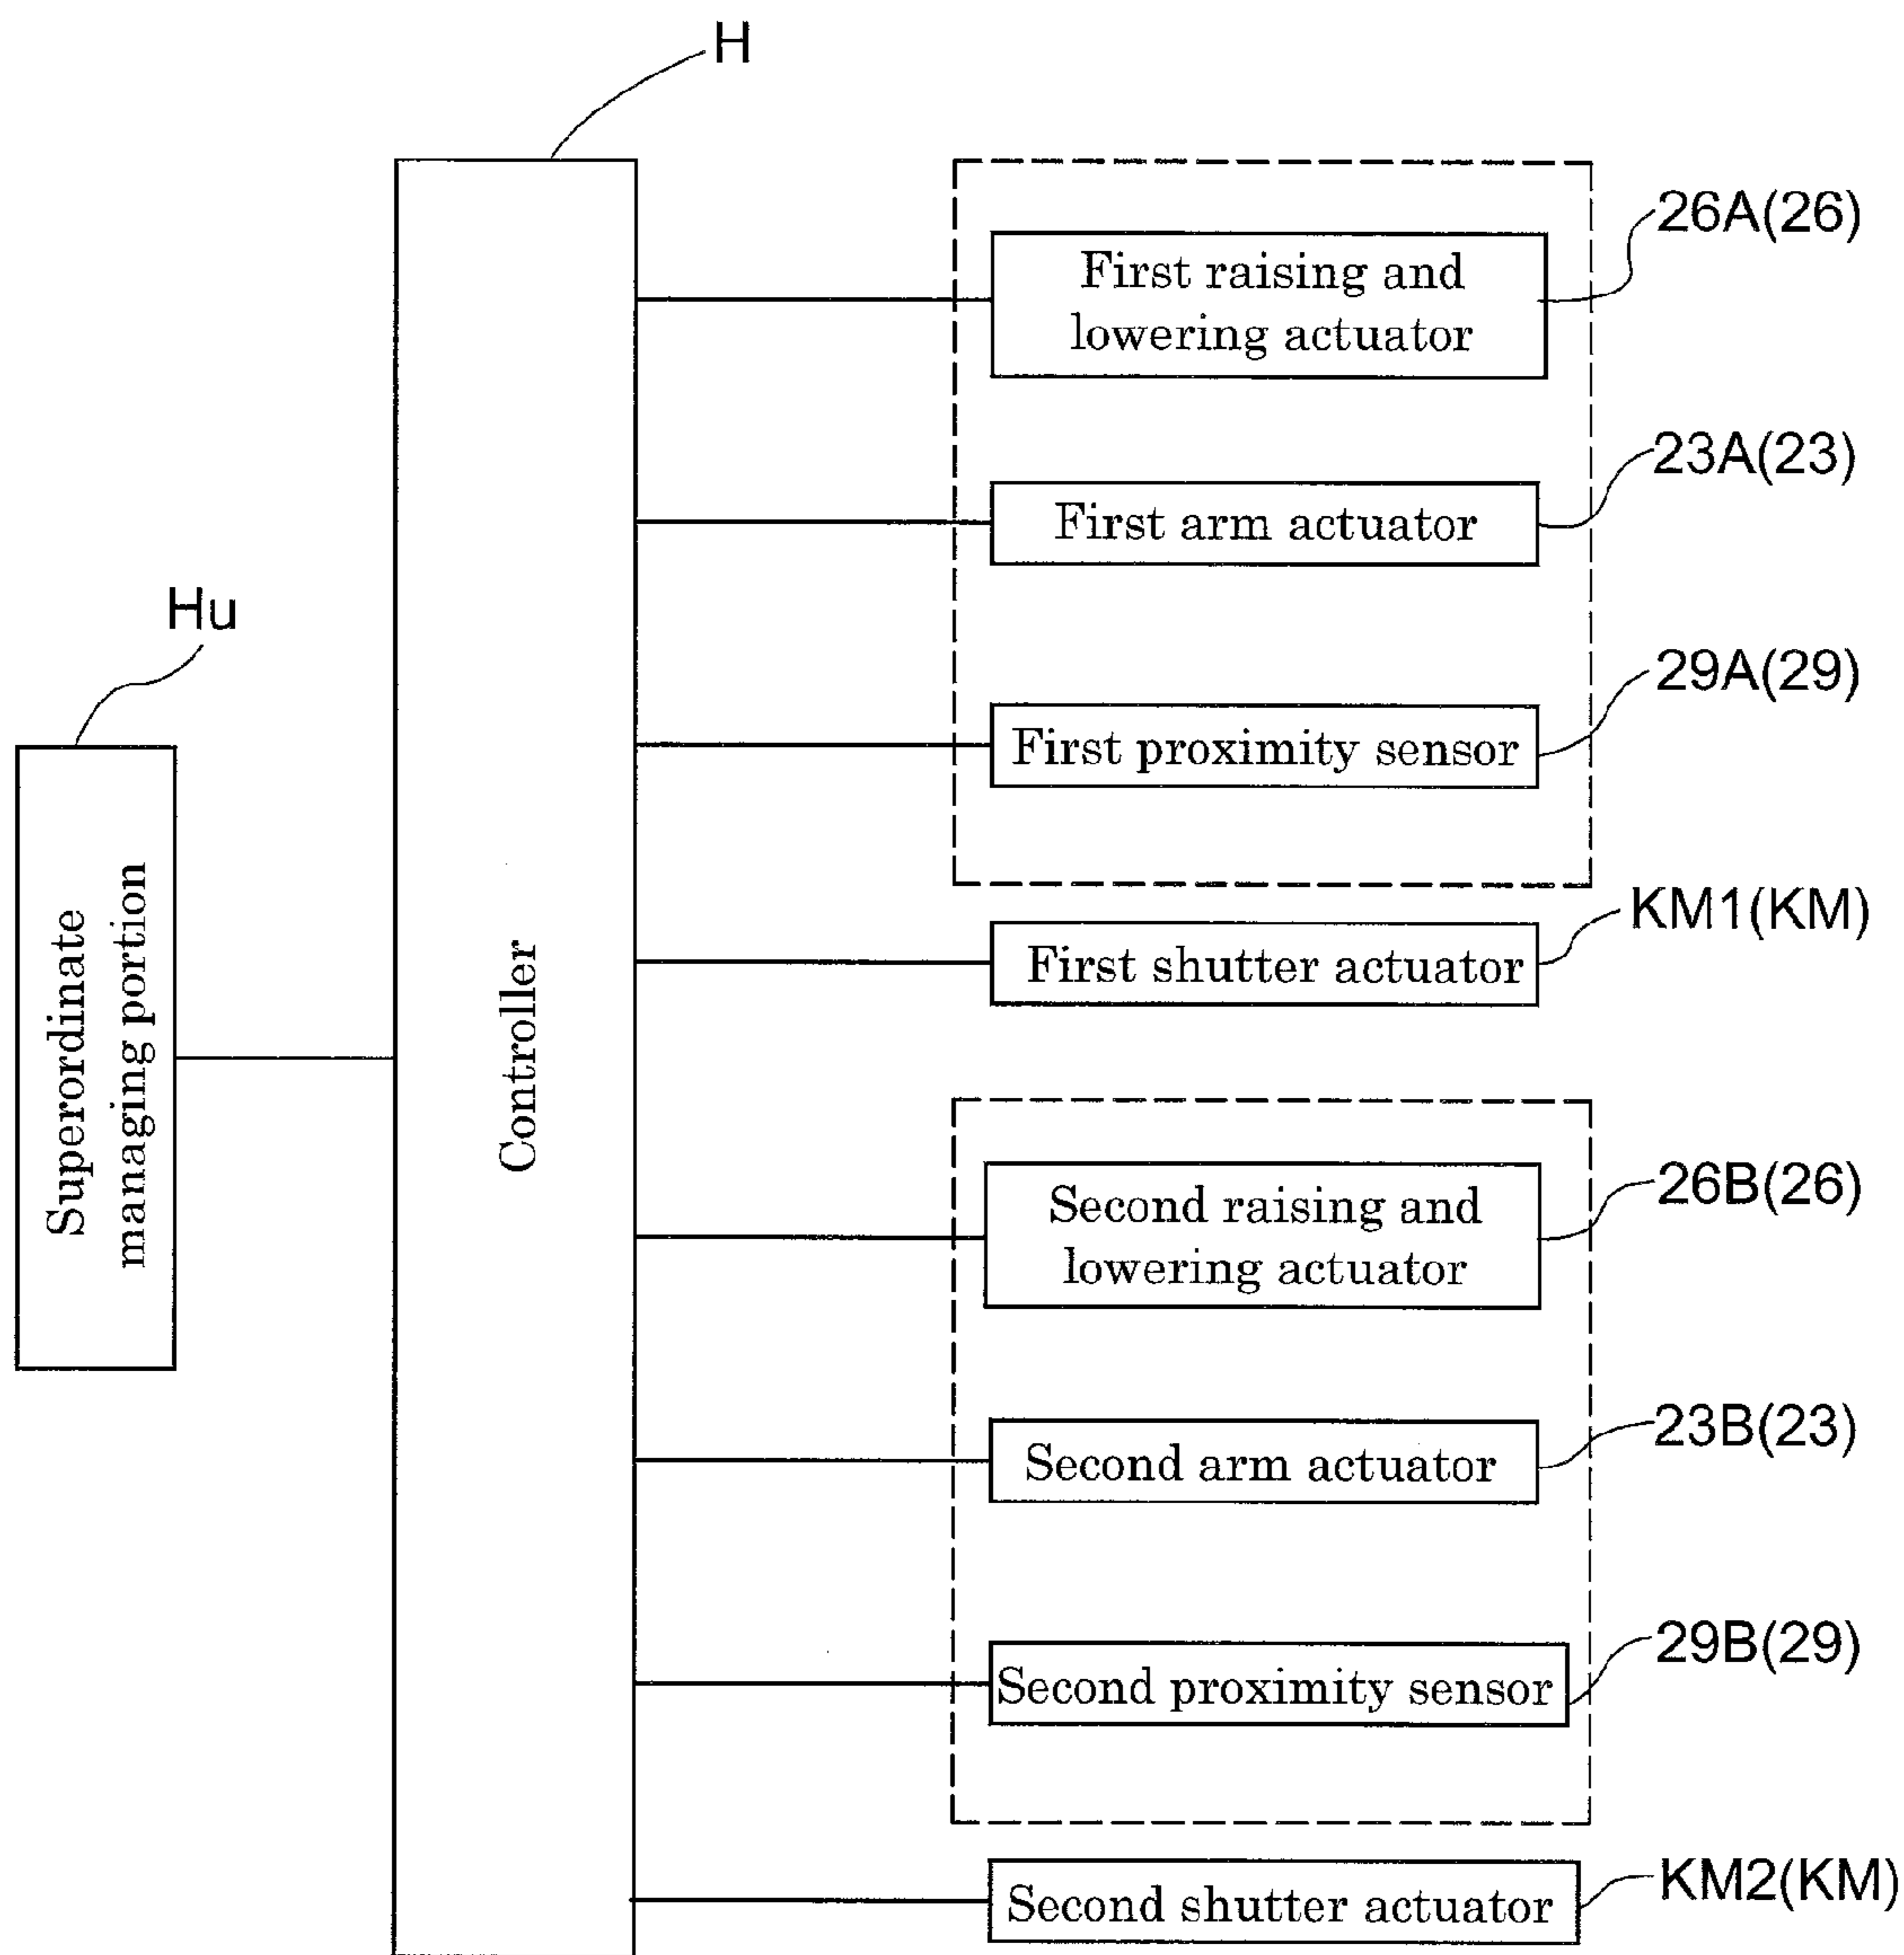 H
26A(26)
First raising and
lowering actuator
23A(23)
First arm actuator
Hu
29A(29)
First proximity sensor
KM1(KM)
First shutter actuator
Superordinate
managing portion
Controller
26B(26)
Second raising and
lowering actuator
23B(23)
Second arm actuator
29B(29)
Second proximity sensor
KM2(KM)
Second shutter actuator